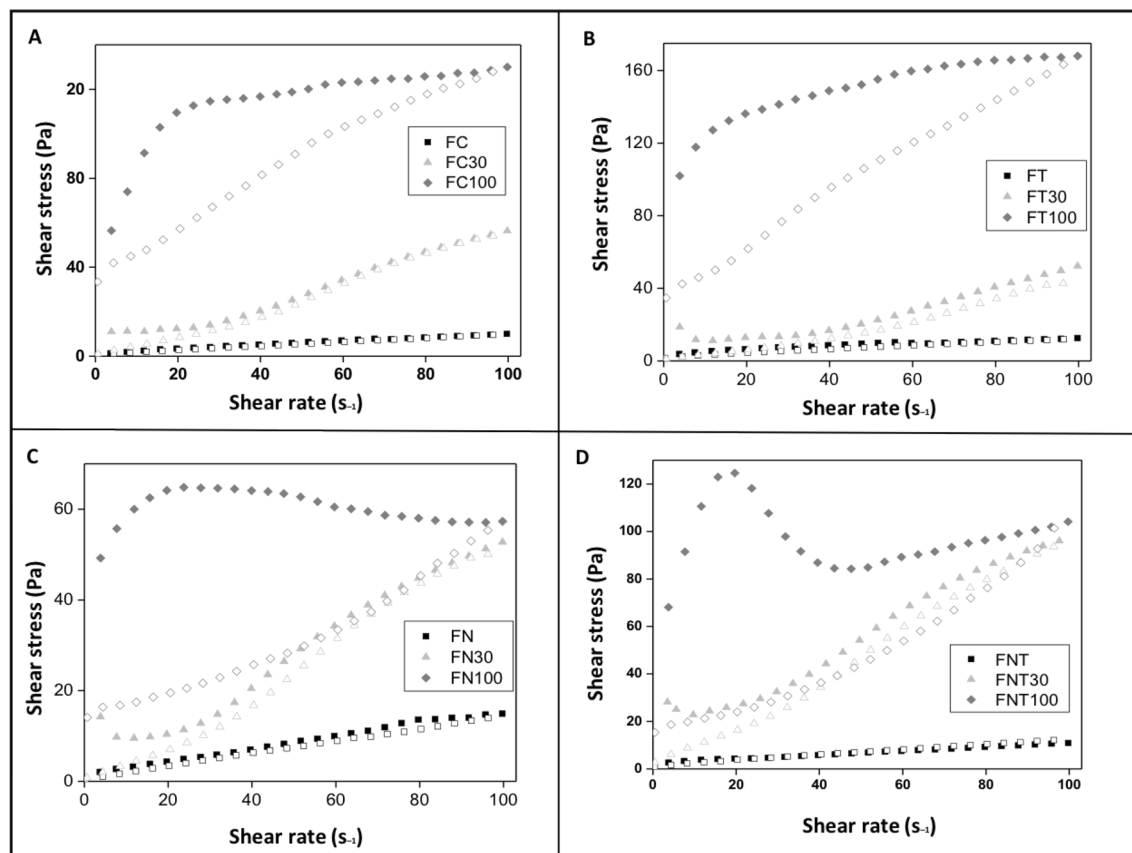 A
Shear stress (Pa)
20
80
40
0
0 20 40 60 80 100
Shear rate (s₋₁)
FC
FC30
FC100
B
Shear stress (Pa)
160
120
80
40
0
0 20 40 60 80 100
Shear rate (s₋₁)
FT
FT30
FT100
C
Shear stress (Pa)
60
40
20
0
0 20 40 60 80 100
Shear rate (s₋₁)
FN
FN30
FN100
D
Shear stress (Pa)
120
100
80
60
40
20
0
0 20 40 60 80 100
Shear rate (s₋₁)
FNT
FNT30
FNT100